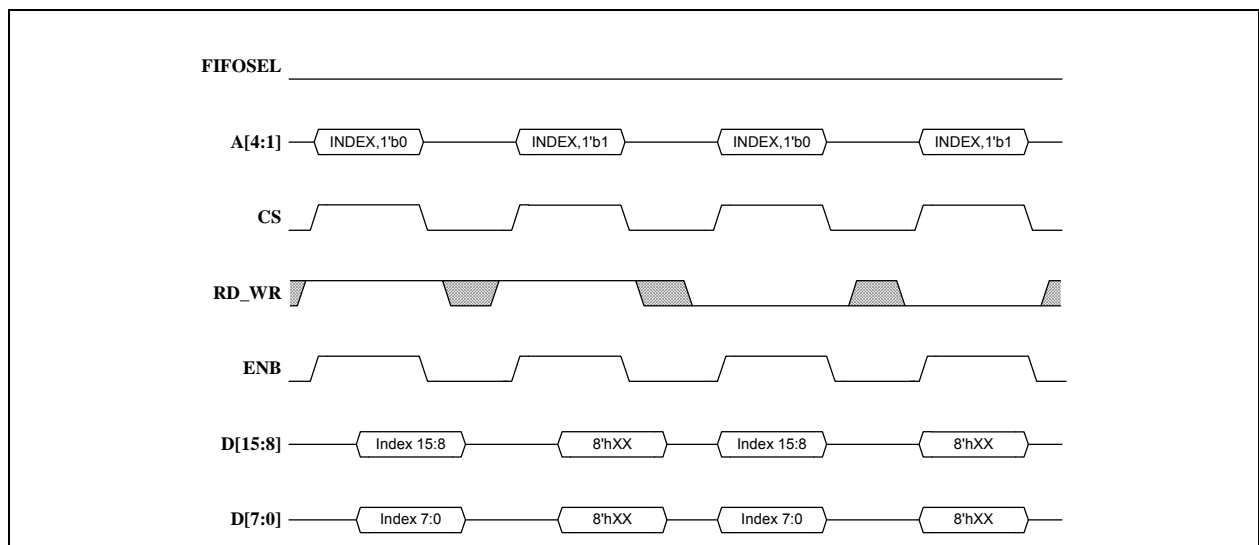 FIFOSEL
A[4:1] INDEX,1'b0 INDEX,1'b1 INDEX,1'b0 INDEX,1'b1
CS
RD_WR
ENB
D[15:8] Index 15:8 8'hXX Index 15:8 8'hXX
D[7:0] Index 7:0 8'hXX Index 7:0 8'hXX